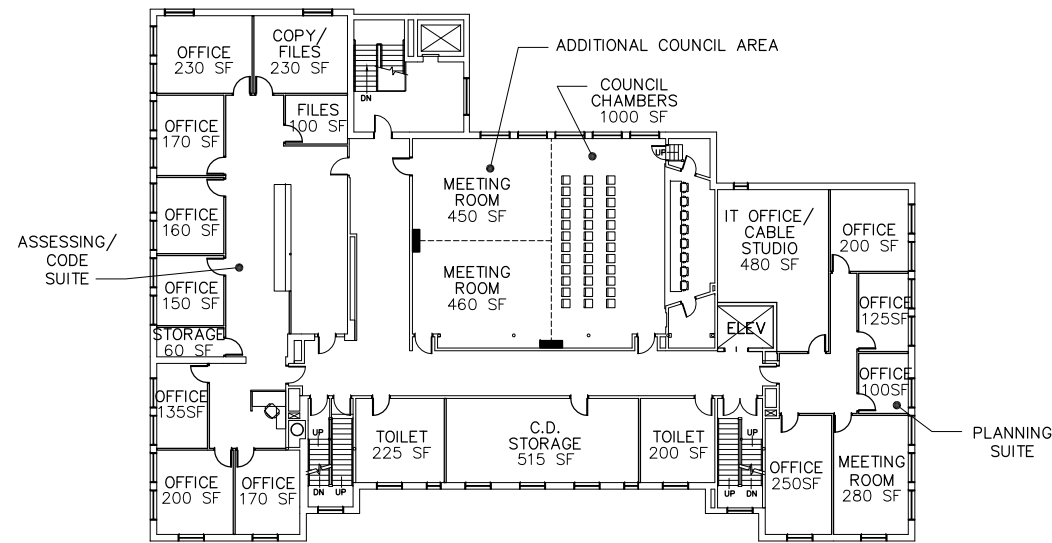 OFFICE
230 SF
COPY/
FILES
230 SF
FILES
100 SF
OFFICE
170 SF
OFFICE
160 SF
OFFICE
150 SF
STORAGE
60 SF
ASSESSING/
CODE
SUITE
OFFICE
135SF
OFFICE
200 SF
OFFICE
170 SF
DN
ADDITIONAL COUNCIL AREA
COUNCIL
CHAMBERS
1000 SF
UP
MEETING
ROOM
450 SF
MEETING
ROOM
460 SF
IT OFFICE/
CABLE
STUDIO
480 SF
OFFICE
200 SF
OFFICE
125SF
ELEV
OFFICE
100SF
PLANNING
SUITE
UP
DN
UP
TOILET
225 SF
C.D.
STORAGE
515 SF
TOILET
200 SF
UP
UP
DN
OFFICE
250SF
MEETING
ROOM
280 SF